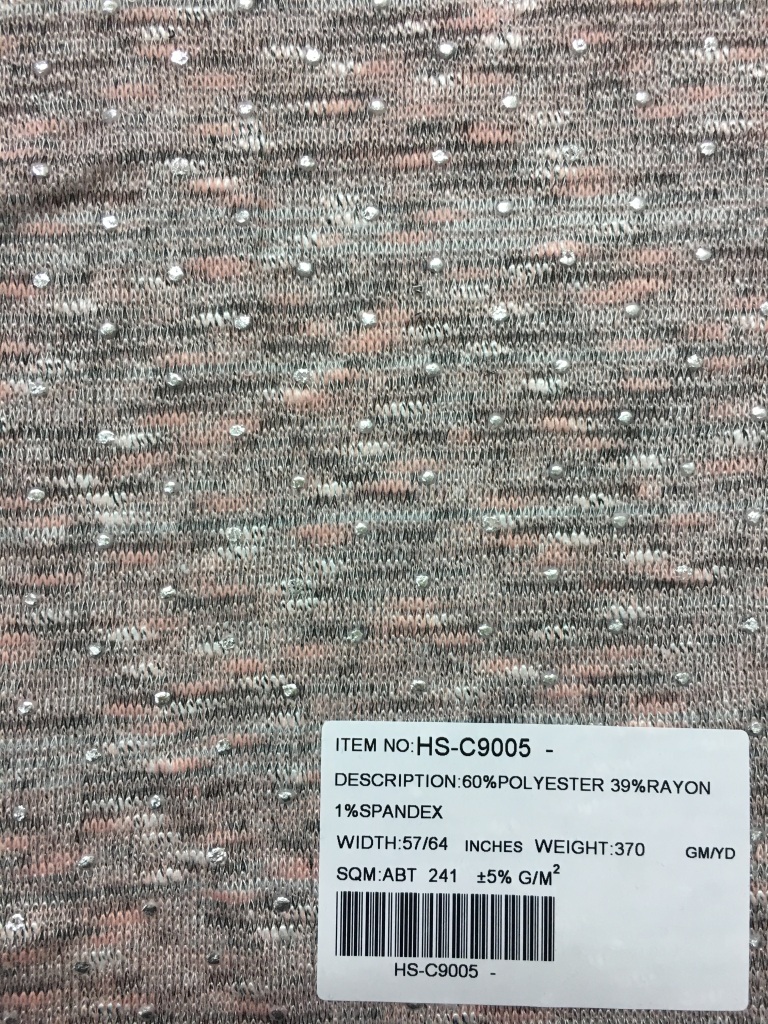 ITEM NO:HS-C9005 -
DESCRIPTION:60%POLYESTER 39%RAYON
1%SPANDEX
WIDTH:57/64 INCHES WEIGHT:370 GM/YD
SQM:ABT 241 ±5% G/M²
HS-C9005 -